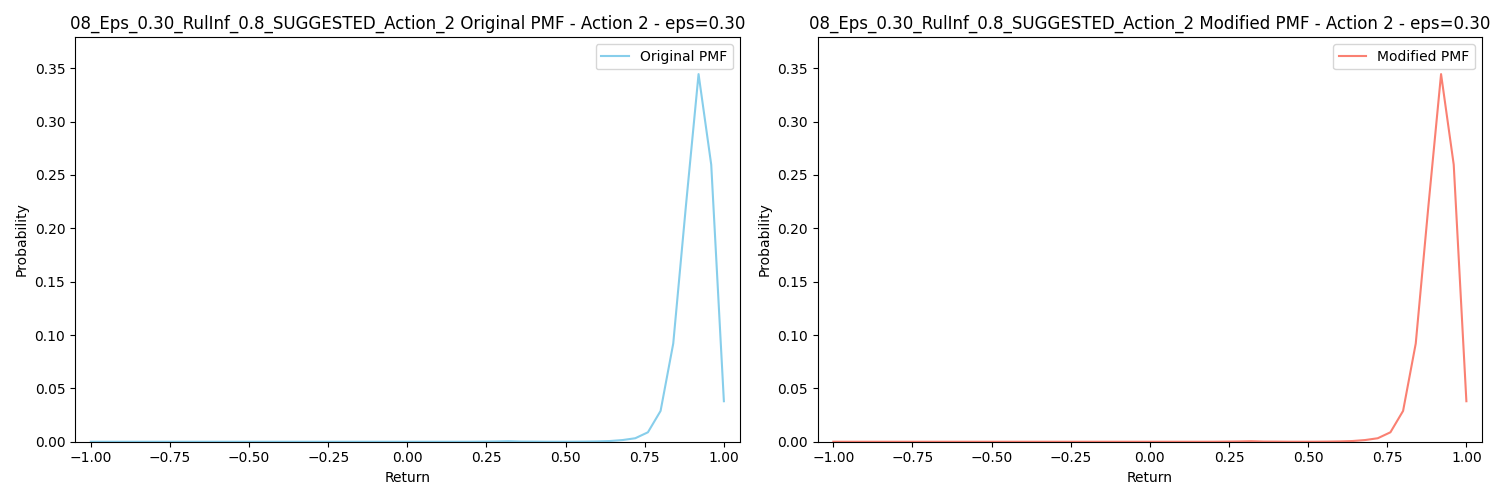 08_Eps_0.30_RulInf_0.8_SUGGESTED_Action_2 Original PMF - Action 2 - eps=0.30
Original PMF
0.35
0.30
0.25
0.20
0.15
0.10
0.05
0.00
Probability
−1.00 −0.75 −0.50 −0.25 0.00 0.25 0.50 0.75 1.00
Return
08_Eps_0.30_RulInf_0.8_SUGGESTED_Action_2 Modified PMF - Action 2 - eps=0.30
Modified PMF
0.35
0.30
0.25
0.20
0.15
0.10
0.05
0.00
Probability
−1.00 −0.75 −0.50 −0.25 0.00 0.25 0.50 0.75 1.00
Return